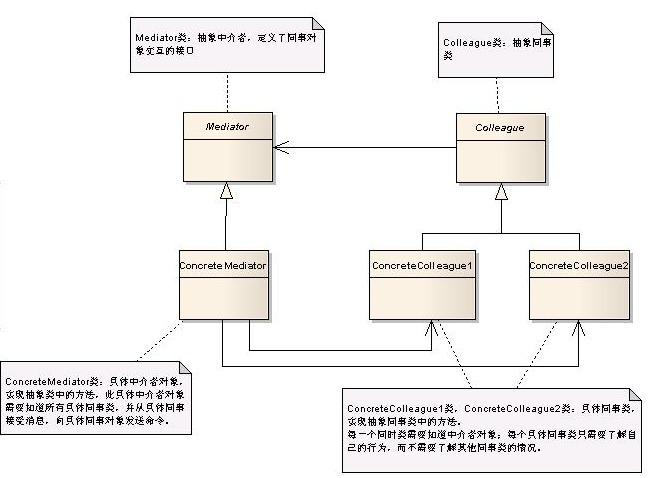 Mediator类：抽象中介者，定义了同事对
象交互的接口
Colleague类：抽象同事
类
Mediator
Colleague
ConcreteMediator
ConcreteColleague1
ConcreteColleague2
ConcreteMediator类：具体中介者对象，
实现抽象类中的方法，此具体中介者对象
需要知道所有具体同事类，并从具体同事
接受消息，向具体同事对象发送命令。
ConcreteColleague1类，ConcreteColleague2类：具体同事类，
实现抽象同事类中的方法。
每一个同时类需要知道中介者对象；每个具体同事类只需要了解自
己的行为，而不需要了解其他同事类的情况。